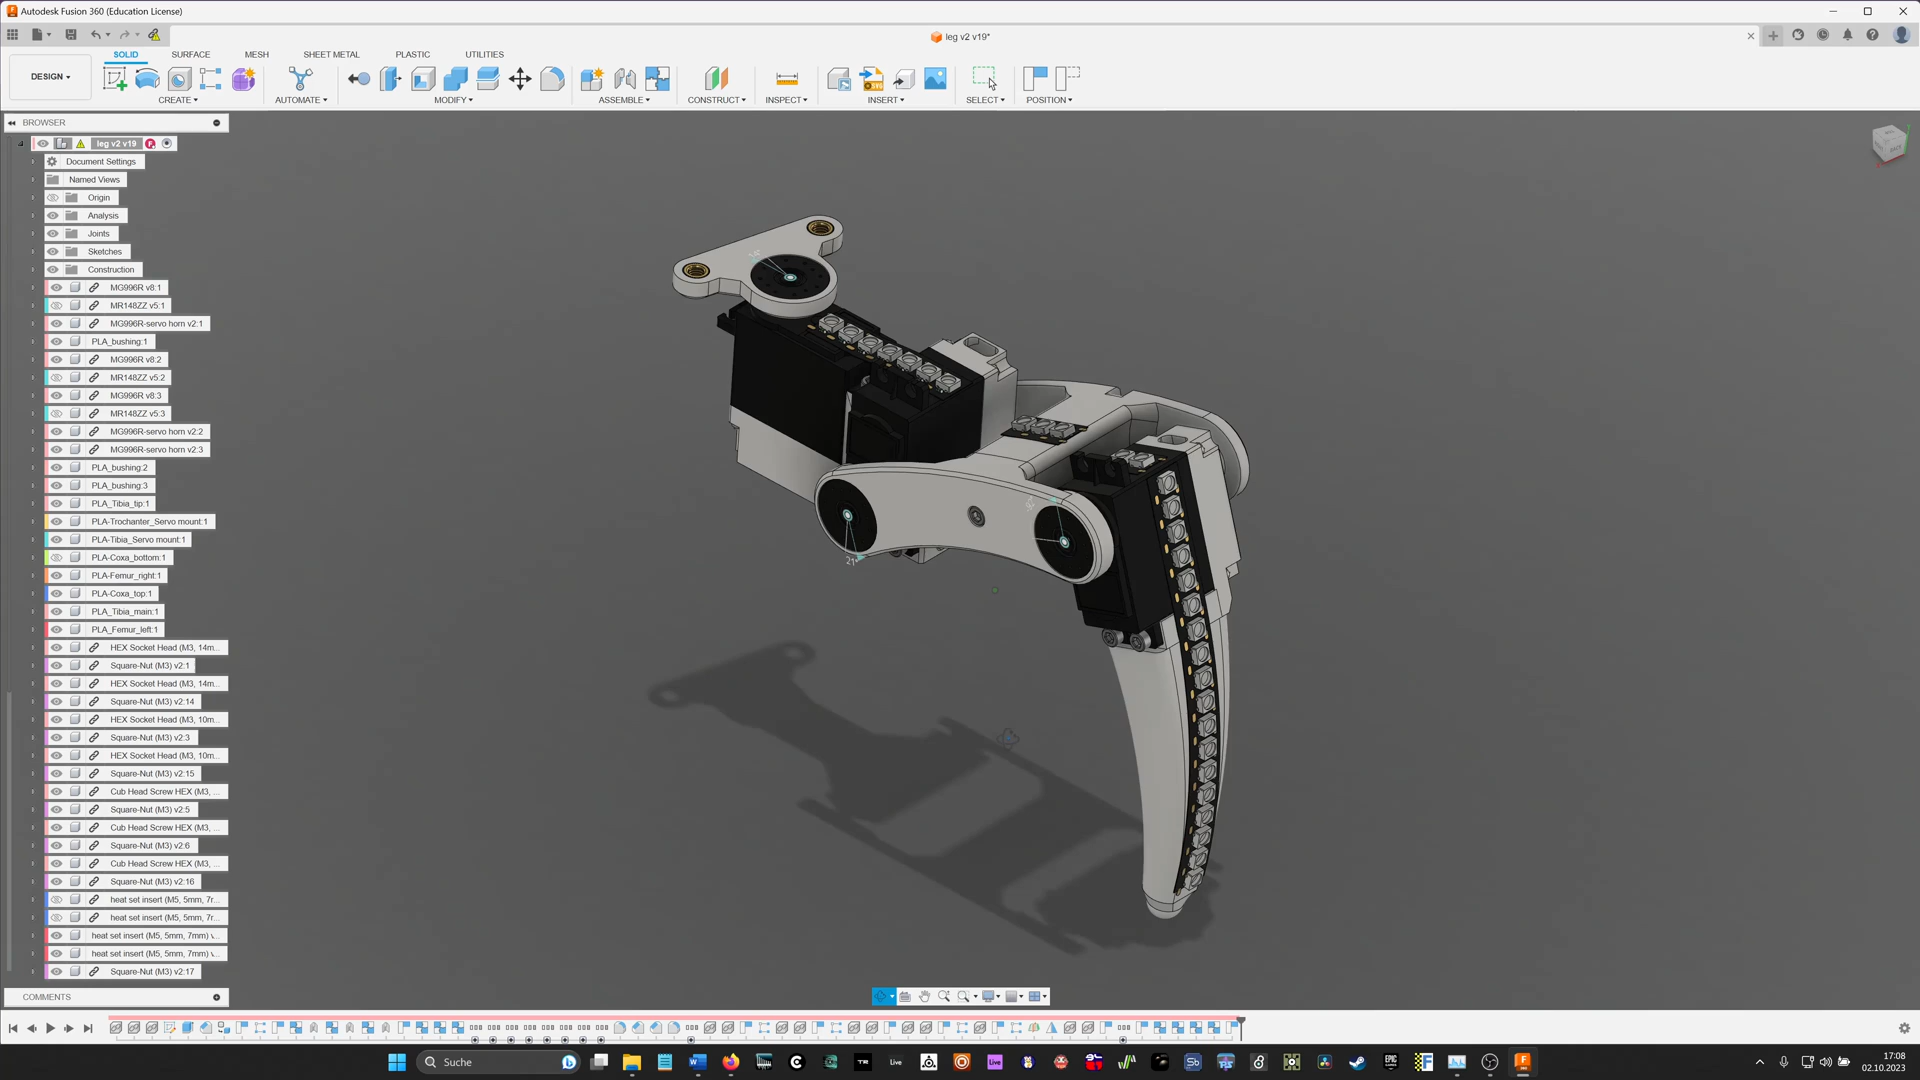 Autodesk Fusion 360 (Education License)
leg v2 v19*
DESIGN
SOLID
SURFACE
MESH
SHEET METAL
PLASTIC
UTILITIES
CREATE
AUTOMATE
MODIFY
ASSEMBLE
CONSTRUCT
INSPECT
INSERT
SELECT
POSITION
BROWSER
leg v2 v19
Document Settings
Named Views
Origin
Analysis
Joints
Sketches
Construction
MG996R v8:1
MR148ZZ v5:1
MG996R-servo horn v2:1
PLA_bushing:1
MG996R v8:2
MR148ZZ v5:2
MG996R v8:3
MR148ZZ v5:3
MG996R-servo horn v2:2
MG996R-servo horn v2:3
PLA_bushing:2
PLA_bushing:3
PLA_Tibia_tip:1
PLA-Trochanter_Servo mount:1
PLA-Tibia_Servo mount:1
PLA-Coxa_bottom:1
PLA-Femur_right:1
PLA-Coxa_top:1
PLA_Tibia_main:1
PLA_Femur_left:1
HEX Socket Head (M3, 14m...
Square-Nut (M3) v2:1
HEX Socket Head (M3, 14m...
Square-Nut (M3) v2:14
HEX Socket Head (M3, 10m...
Square-Nut (M3) v2:3
HEX Socket Head (M3, 10m...
Square-Nut (M3) v2:15
Cub Head Screw HEX (M3, ...
Square-Nut (M3) v2:5
Cub Head Screw HEX (M3, ...
Square-Nut (M3) v2:6
Cub Head Screw HEX (M3, ...
Square-Nut (M3) v2:16
heat set insert (M5, 5mm, 7r...
heat set insert (M5, 5mm, 7r...
heat set insert (M5, 5mm, 7mm) v...
heat set insert (M5, 5mm, 7mm) v...
Square-Nut (M3) v2:17
COMMENTS
BACK
Suche
TR
Live
Live
Sb
17:08
02.10.2023